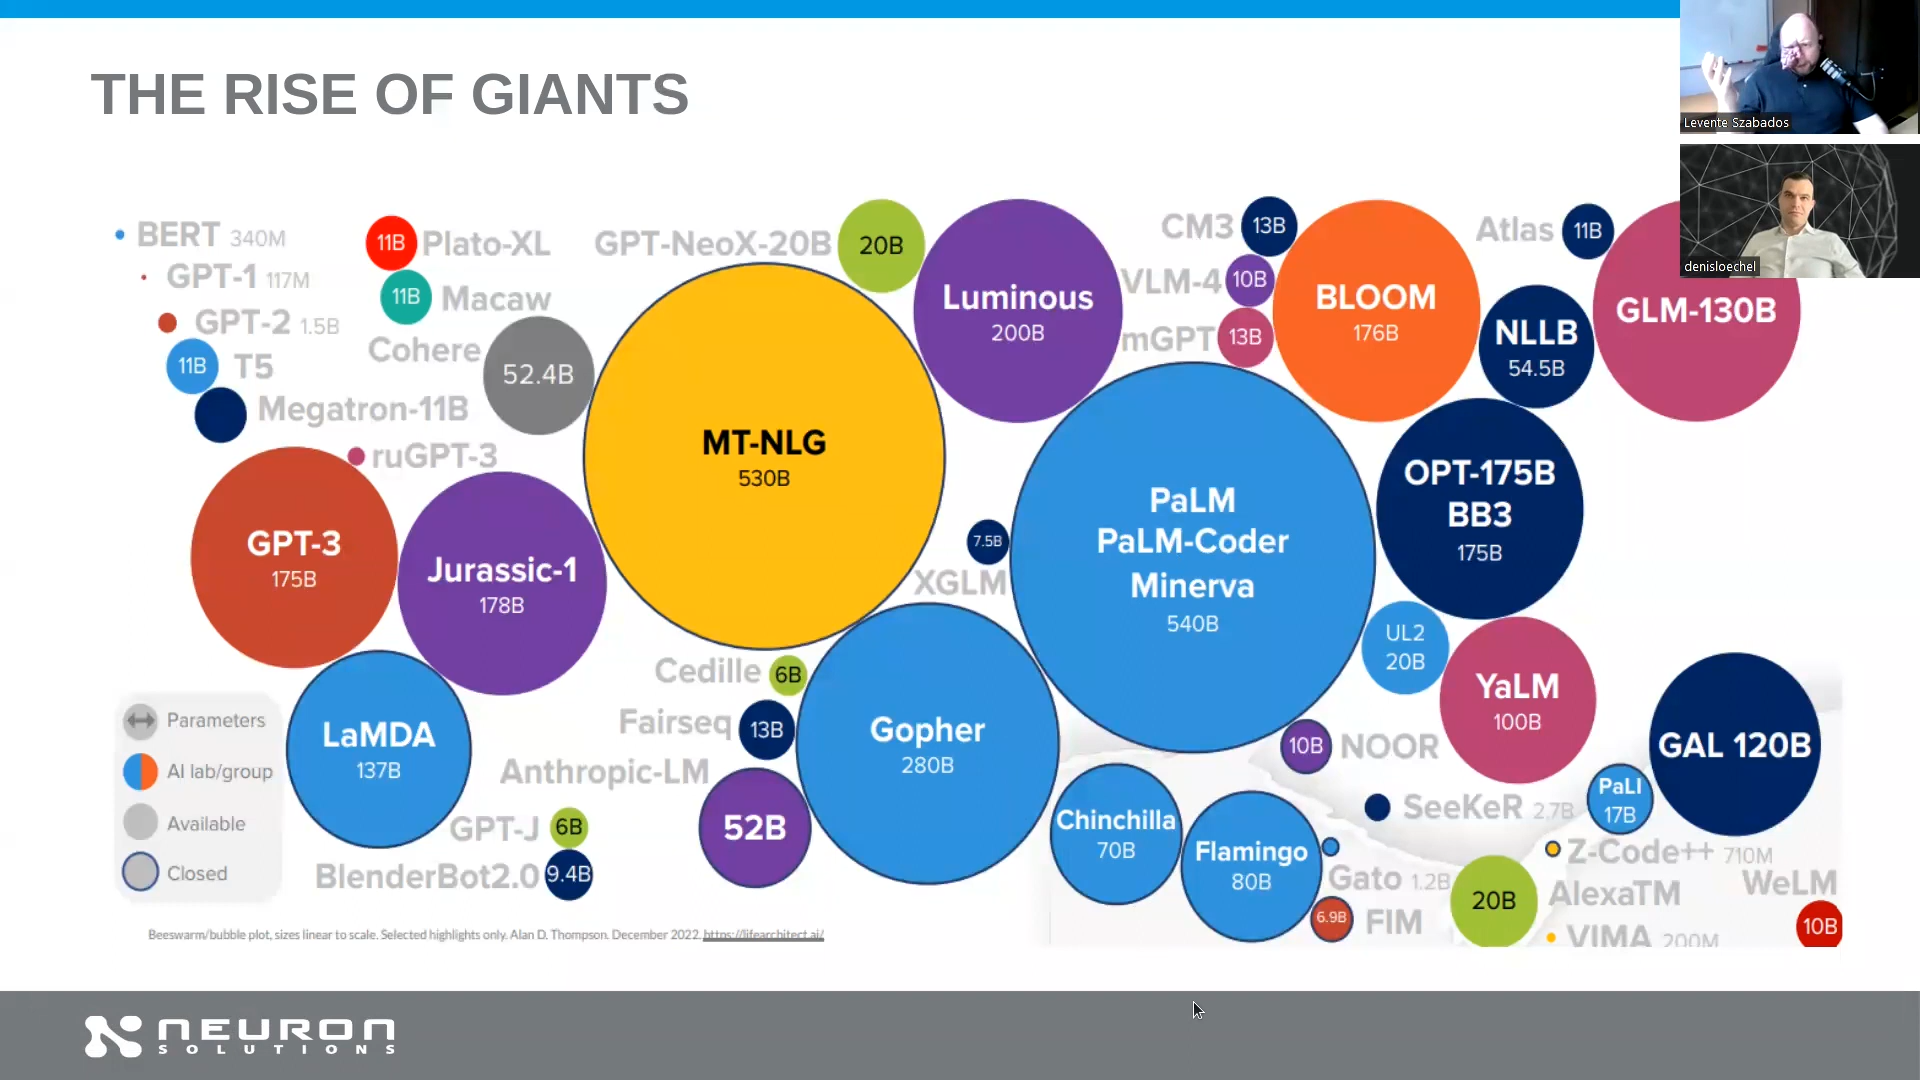 THE RISE OF GIANTS
Levente Szabados
denisloechel
BERT 340M
GPT-1 117M
GPT-2 1.5B
11B T5
Megatron-11B
ruGPT-3
11B Plato-XL
11B Macaw
Cohere
52.4B
GPT-NeoX-20B 20B
Luminous
200B
CM3 13B
VLM-4 10B
mGPT 13B
BLOOM
176B
Atlas 11B
NLLB
54.5B
GLM-130B
GPT-3
175B
Jurassic-1
178B
MT-NLG
530B
7.5B
XGLM
PaLM
PaLM-Coder
Minerva
540B
OPT-175B
BB3
175B
UL2
20B
YaLM
100B
GAL 120B
LaMDA
137B
Cedille 6B
Fairseq 13B
Anthropic-LM
52B
GPT-J 6B
BlenderBot2.0 9.4B
Gopher
280B
Chinchilla
70B
Flamingo
80B
10B NOOR
SeeKeR 2.7B
PaLI
17B
Gato 1.2B
6.9B FIM
20B
Z-Code++ 710M
AlexaTM
VIMA 200M
WeLM
10B
Parameters
AI lab/group
Available
Closed
Beeswarm/bubble plot, sizes linear to scale. Selected highlights only. Alan D. Thompson. December 2022. https://lifearchitect.ai/
NEURON
SOLUTIONS